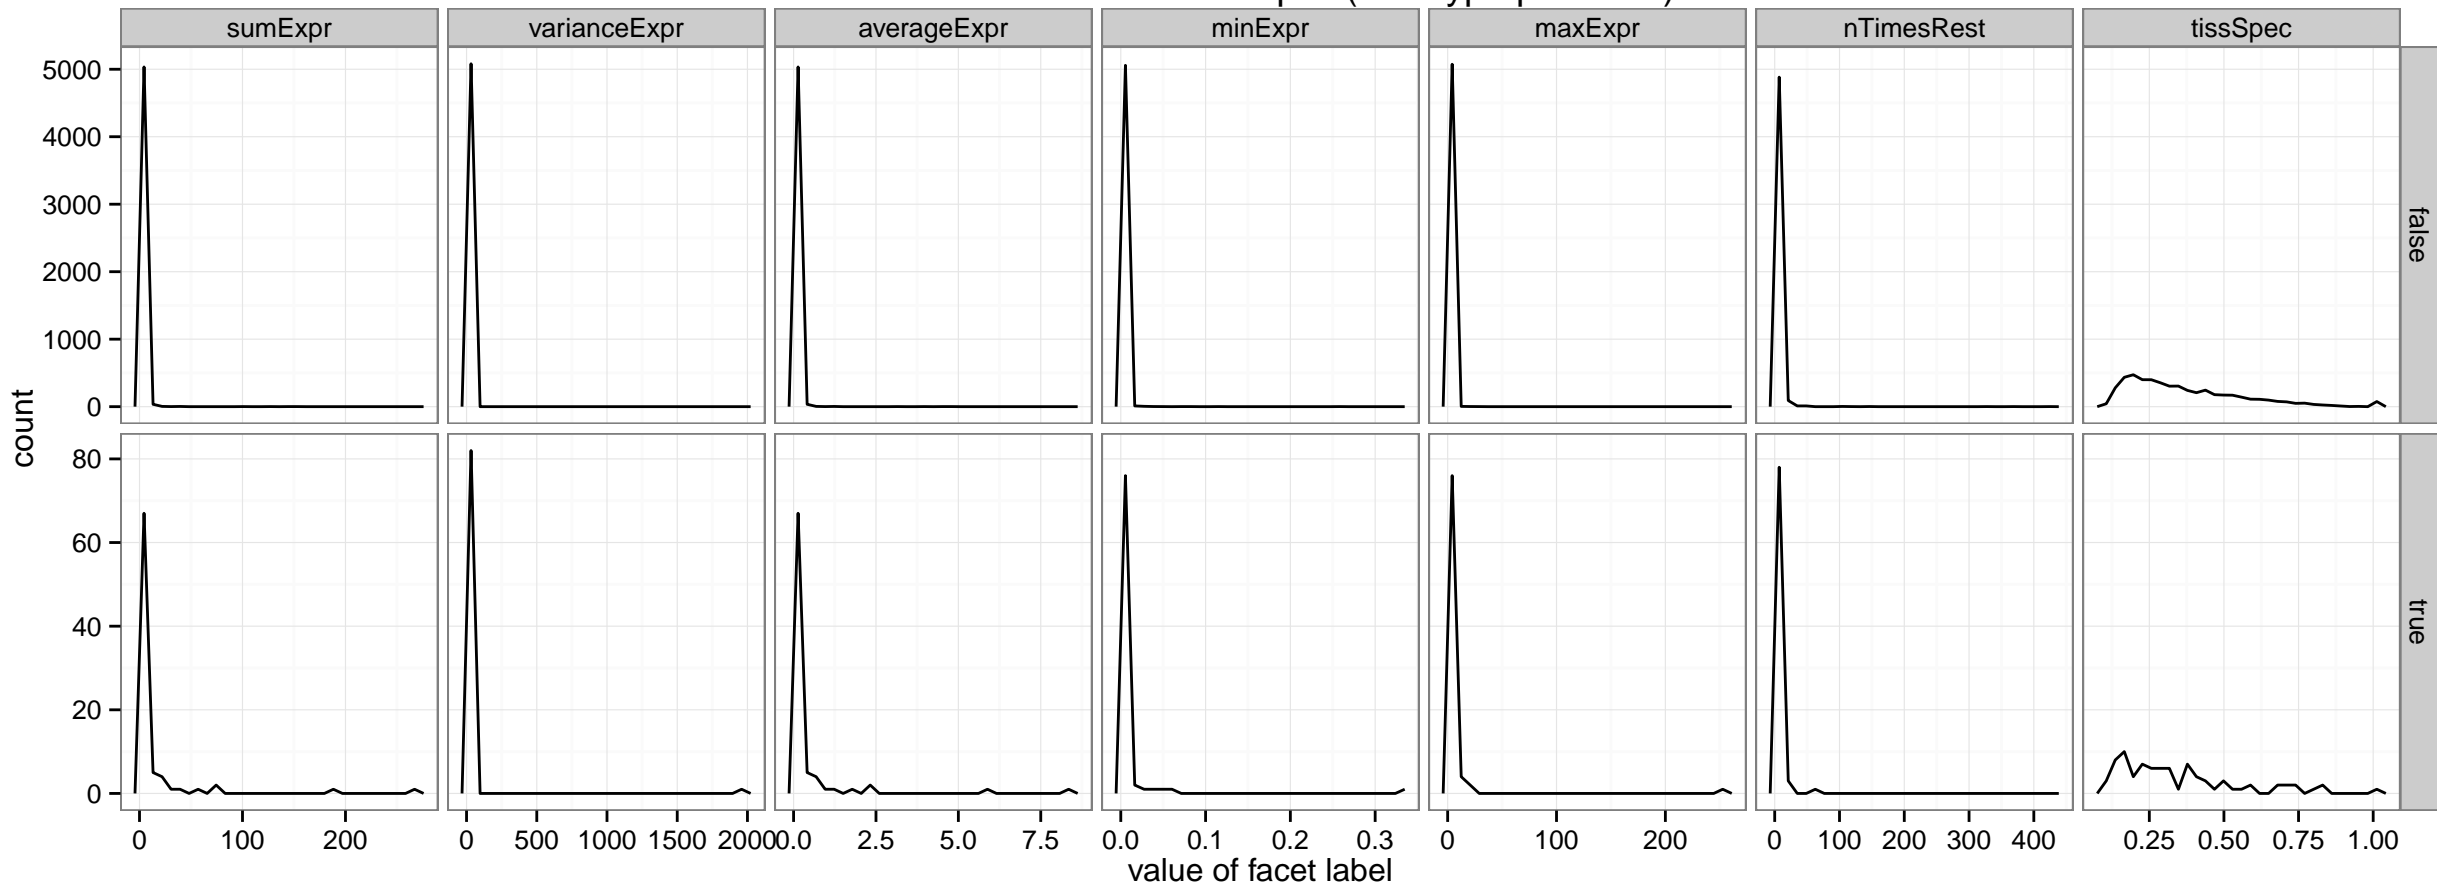 sumExpr varianceExpr averageExpr minExpr maxExpr nTimesRest tissSpec
5000
4000
3000
2000
1000
0
false
count
80
60
40
20
0
true
0 100 200 0 500 1000 1500 2000 0.0 2.5 5.0 7.5 0.0 0.1 0.2 0.3 0 100 200 0 100 200 300 400 0.25 0.50 0.75 1.00
value of facet label